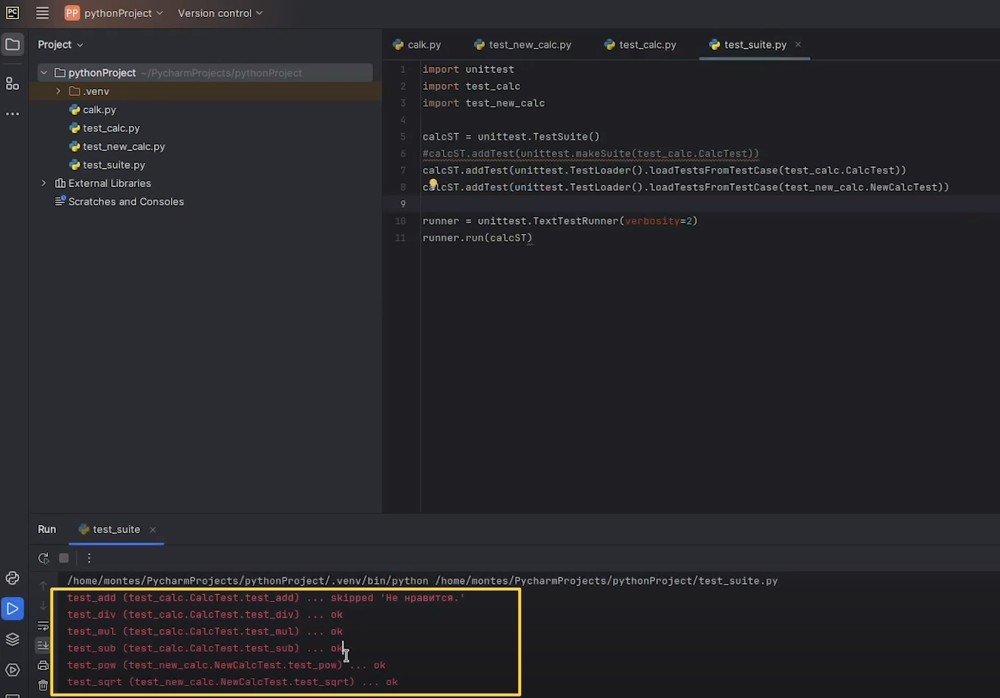 PC
PP pythonProject Version control
Project
pythonProject ~/PycharmProjects/pythonProject
.venv
calk.py
test_calc.py
test_new_calc.py
test_suite.py
External Libraries
Scratches and Consoles
calk.py test_new_calc.py test_calc.py test_suite.py
1 import unittest
2 import test_calc
3 import test_new_calc
4
5 calcST = unittest.TestSuite()
6 #calcST.addTest(unittest.makeSuite(test_calc.CalcTest))
7 calcST.addTest(unittest.TestLoader().loadTestsFromTestCase(test_calc.CalcTest))
8 calcST.addTest(unittest.TestLoader().loadTestsFromTestCase(test_new_calc.NewCalcTest))
9
10 runner = unittest.TextTestRunner(verbosity=2)
11 runner.run(calcST)
Run test_suite
/home/montes/PycharmProjects/pythonProject/.venv/bin/python /home/montes/PycharmProjects/pythonProject/test_suite.py
test_add (test_calc.CalcTest.test_add) ... skipped 'Не нравится.'
test_div (test_calc.CalcTest.test_div) ... ok
test_mul (test_calc.CalcTest.test_mul) ... ok
test_sub (test_calc.CalcTest.test_sub) ... ok
test_pow (test_new_calc.NewCalcTest.test_pow) ... ok
test_sqrt (test_new_calc.NewCalcTest.test_sqrt) ... ok